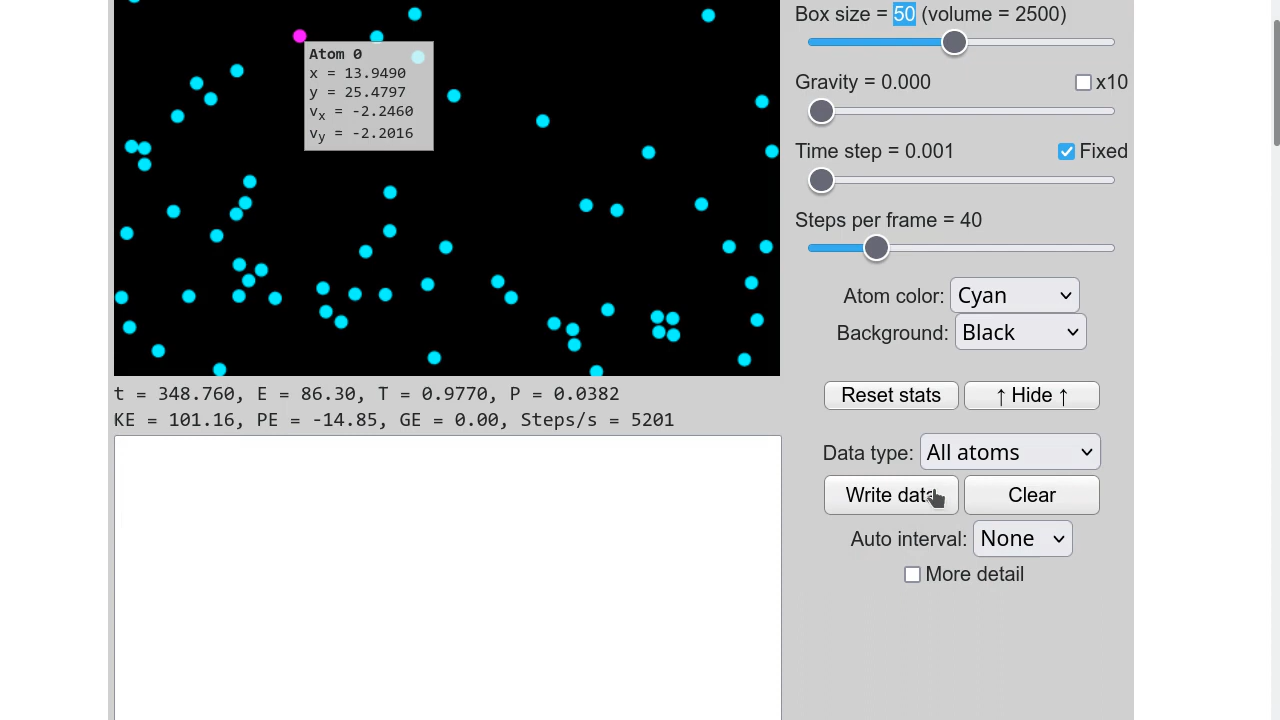 Box size = 50 (volume = 2500)
Atom 0
x = 13.9490
y = 25.4797
vx = -2.2460
vy = -2.2016
Gravity = 0.000
x10
Time step = 0.001
Fixed
Steps per frame = 40
Atom color: Cyan
Background: Black
t = 348.760, E = 86.30, T = 0.9770, P = 0.0382
KE = 101.16, PE = -14.85, GE = 0.00, Steps/s = 5201
Reset stats
↑ Hide ↑
Data type: All atoms
Write data
Clear
Auto interval: None
More detail